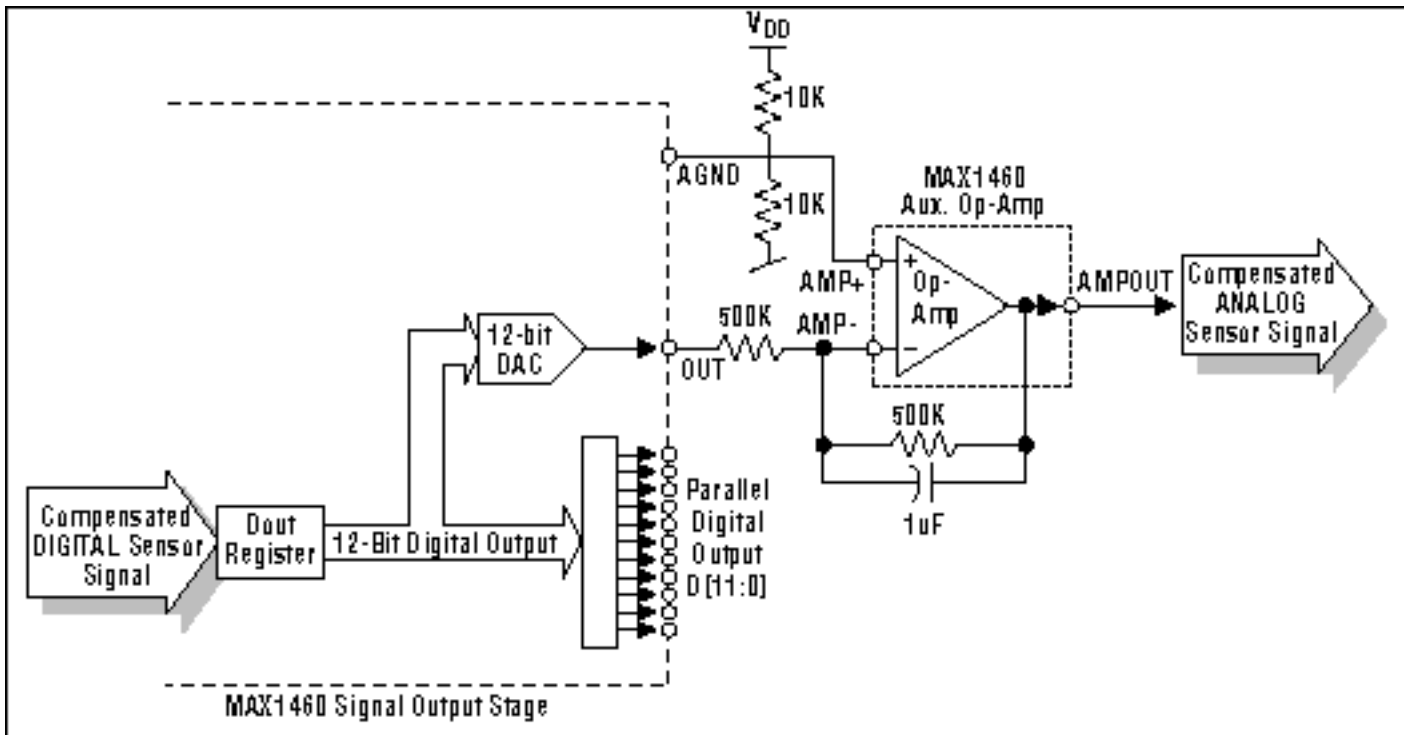 VDD
10K
AGND
10K
MAX1460
Aux. Op-Amp
AMP+
+
Op-
Amp
AMPOUT
Compensated
ANALOG
Sensor Signal
12-bit
DAC
OUT
500K
AMP-
−
500K
1uF
Compensated
DIGITAL Sensor
Signal
Dout
Register
12-Bit Digital Output
Parallel
Digital
Output
D[11:0]
MAX1460 Signal Output Stage